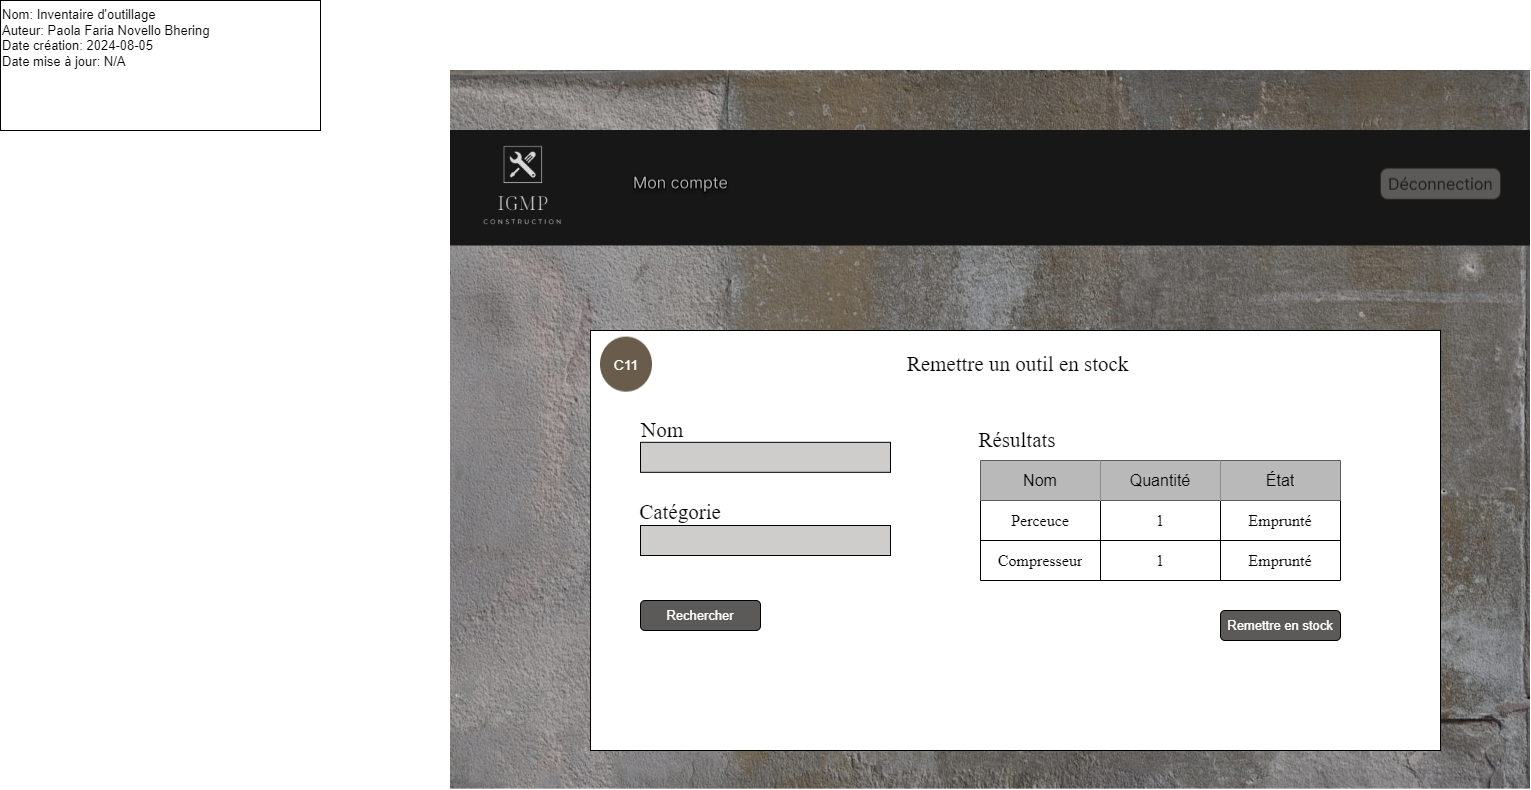 Nom: Inventaire d'outillage
Auteur: Paola Faria Novello Bhering
Date création: 2024-08-05
Date mise à jour: N/A
IGMP
CONSTRUCTION
Mon compte
Déconnection
C11
Remettre un outil en stock
Nom
Catégorie
Rechercher
Résultats
Nom Quantité État
Perceuce 1 Emprunté
Compresseur 1 Emprunté
Remettre en stock